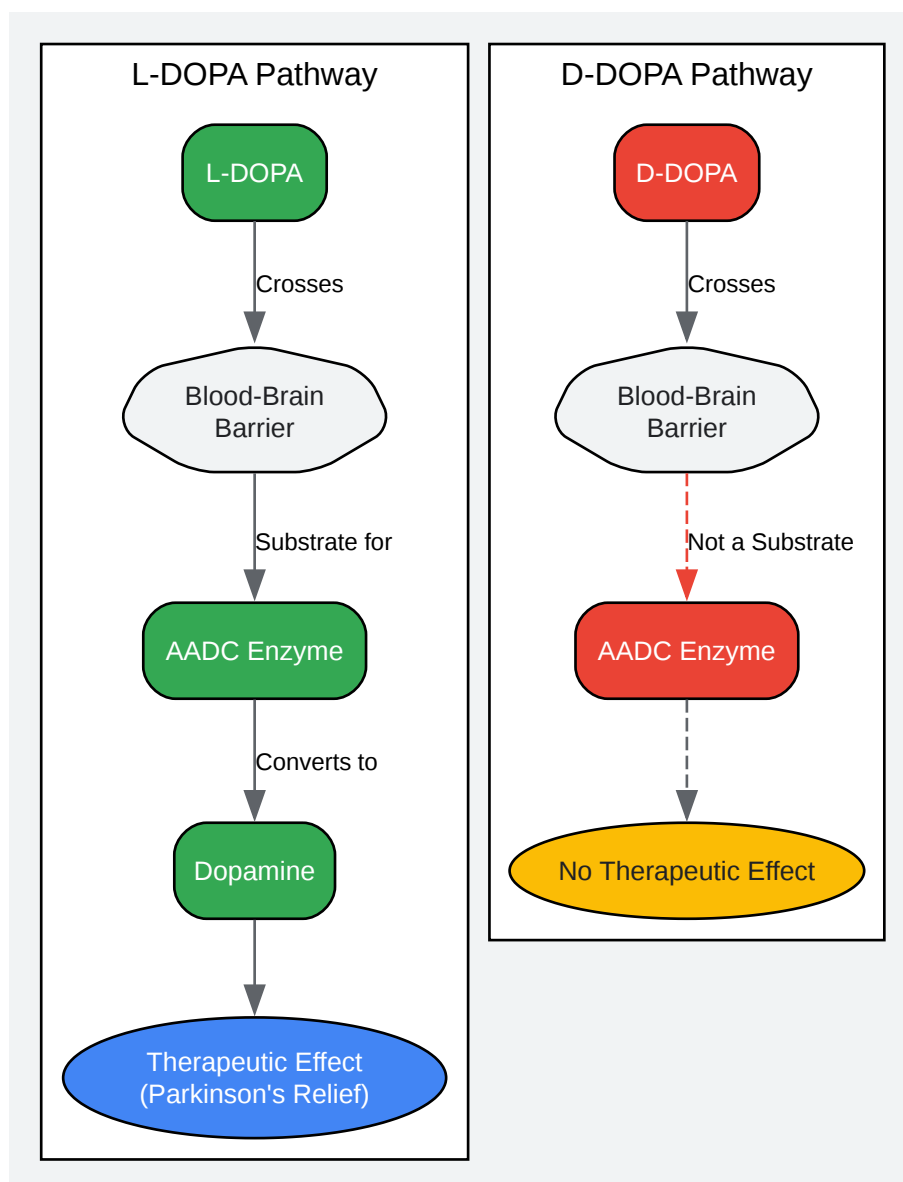 L-DOPA Pathway
L-DOPA
Crosses
Blood-Brain
Barrier
Substrate for
AADC Enzyme
Converts to
Dopamine
Therapeutic Effect
(Parkinson's Relief)
D-DOPA Pathway
D-DOPA
Crosses
Blood-Brain
Barrier
Not a Substrate
AADC Enzyme
No Therapeutic Effect